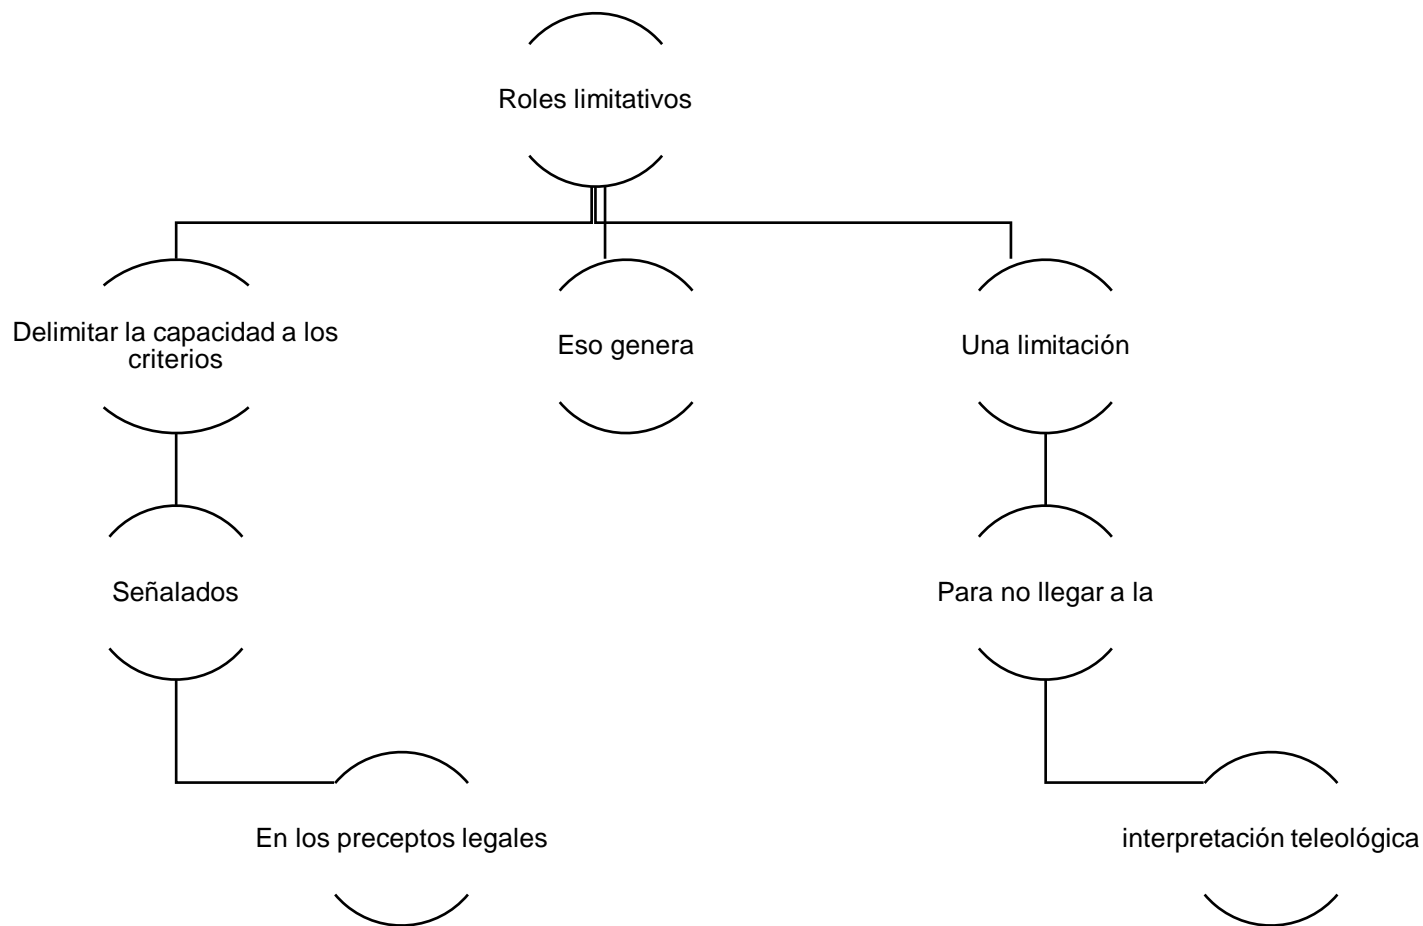 Roles limitativos
Delimitar la capacidad a los
criterios
Eso genera
Una limitación
Señalados
Para no llegar a la
En los preceptos legales
interpretación teleológica